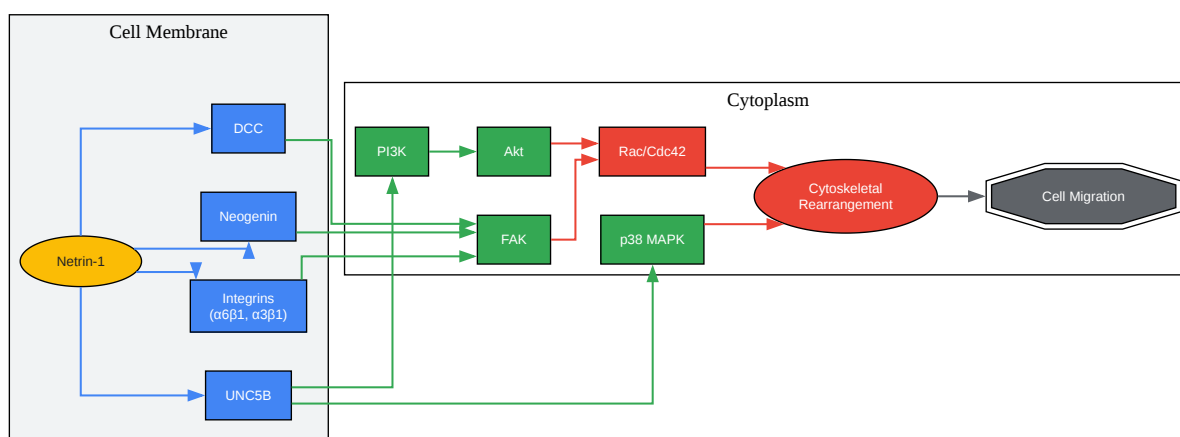 Cell Membrane
Cytoplasm
DCC
PI3K
Akt
Rac/Cdc42
Cytoskeletal
Rearrangement
Cell Migration
Neogenin
FAK
p38 MAPK
Netrin-1
Integrins
(α6β1, α3β1)
UNC5B